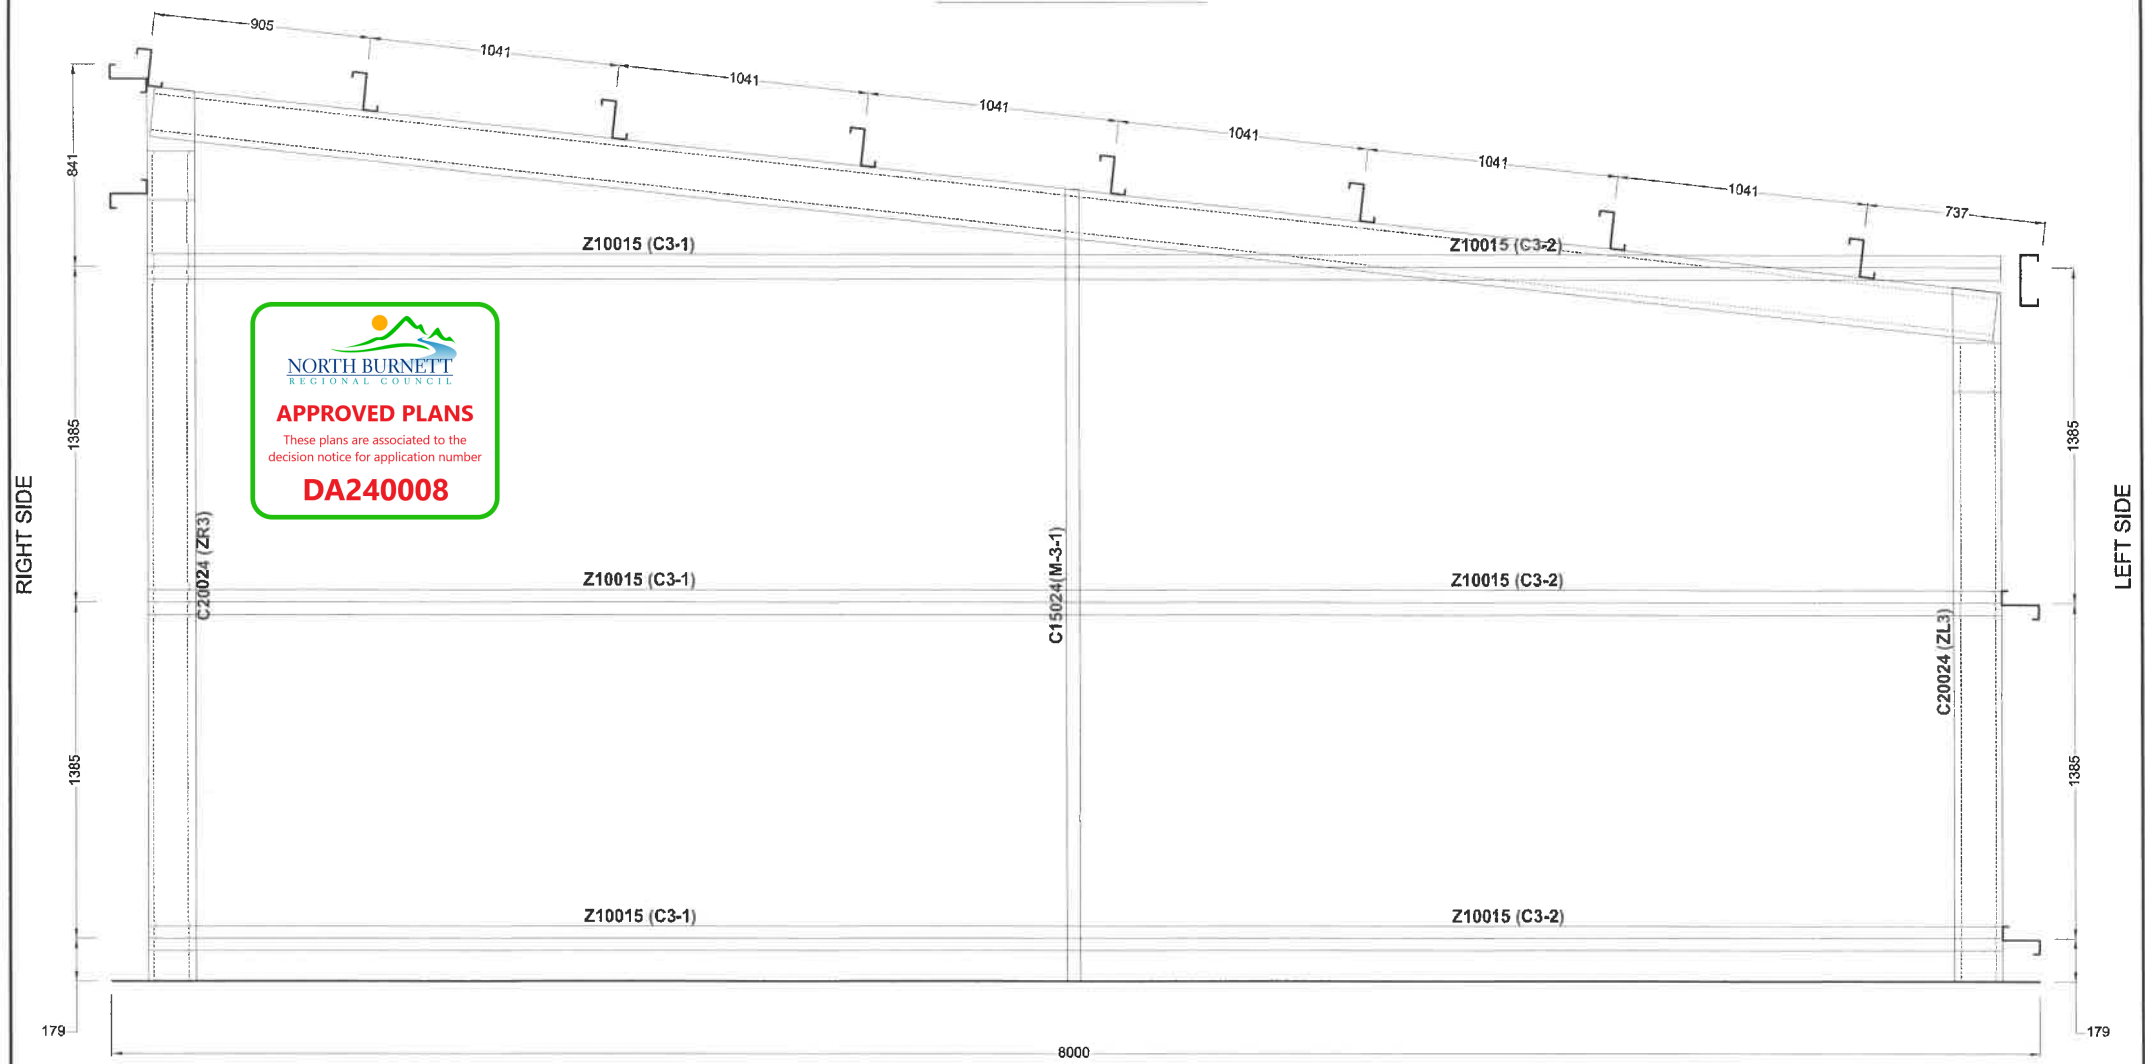 905
1041
1041
1041
1041
1041
1041
737
841
Z10015 (C3-1)
Z10015 (C3-2)
NORTH BURNETT
REGIONAL COUNCIL
APPROVED PLANS
These plans are associated to the
decision notice for application number
DA240008
1385
1385
RIGHT SIDE
LEFT SIDE
C20024 (ZR3)
C15024(M-3-1)
C20024 (ZL3)
Z10015 (C3-1)
Z10015 (C3-2)
1385
1385
Z10015 (C3-1)
Z10015 (C3-2)
179
179
8000